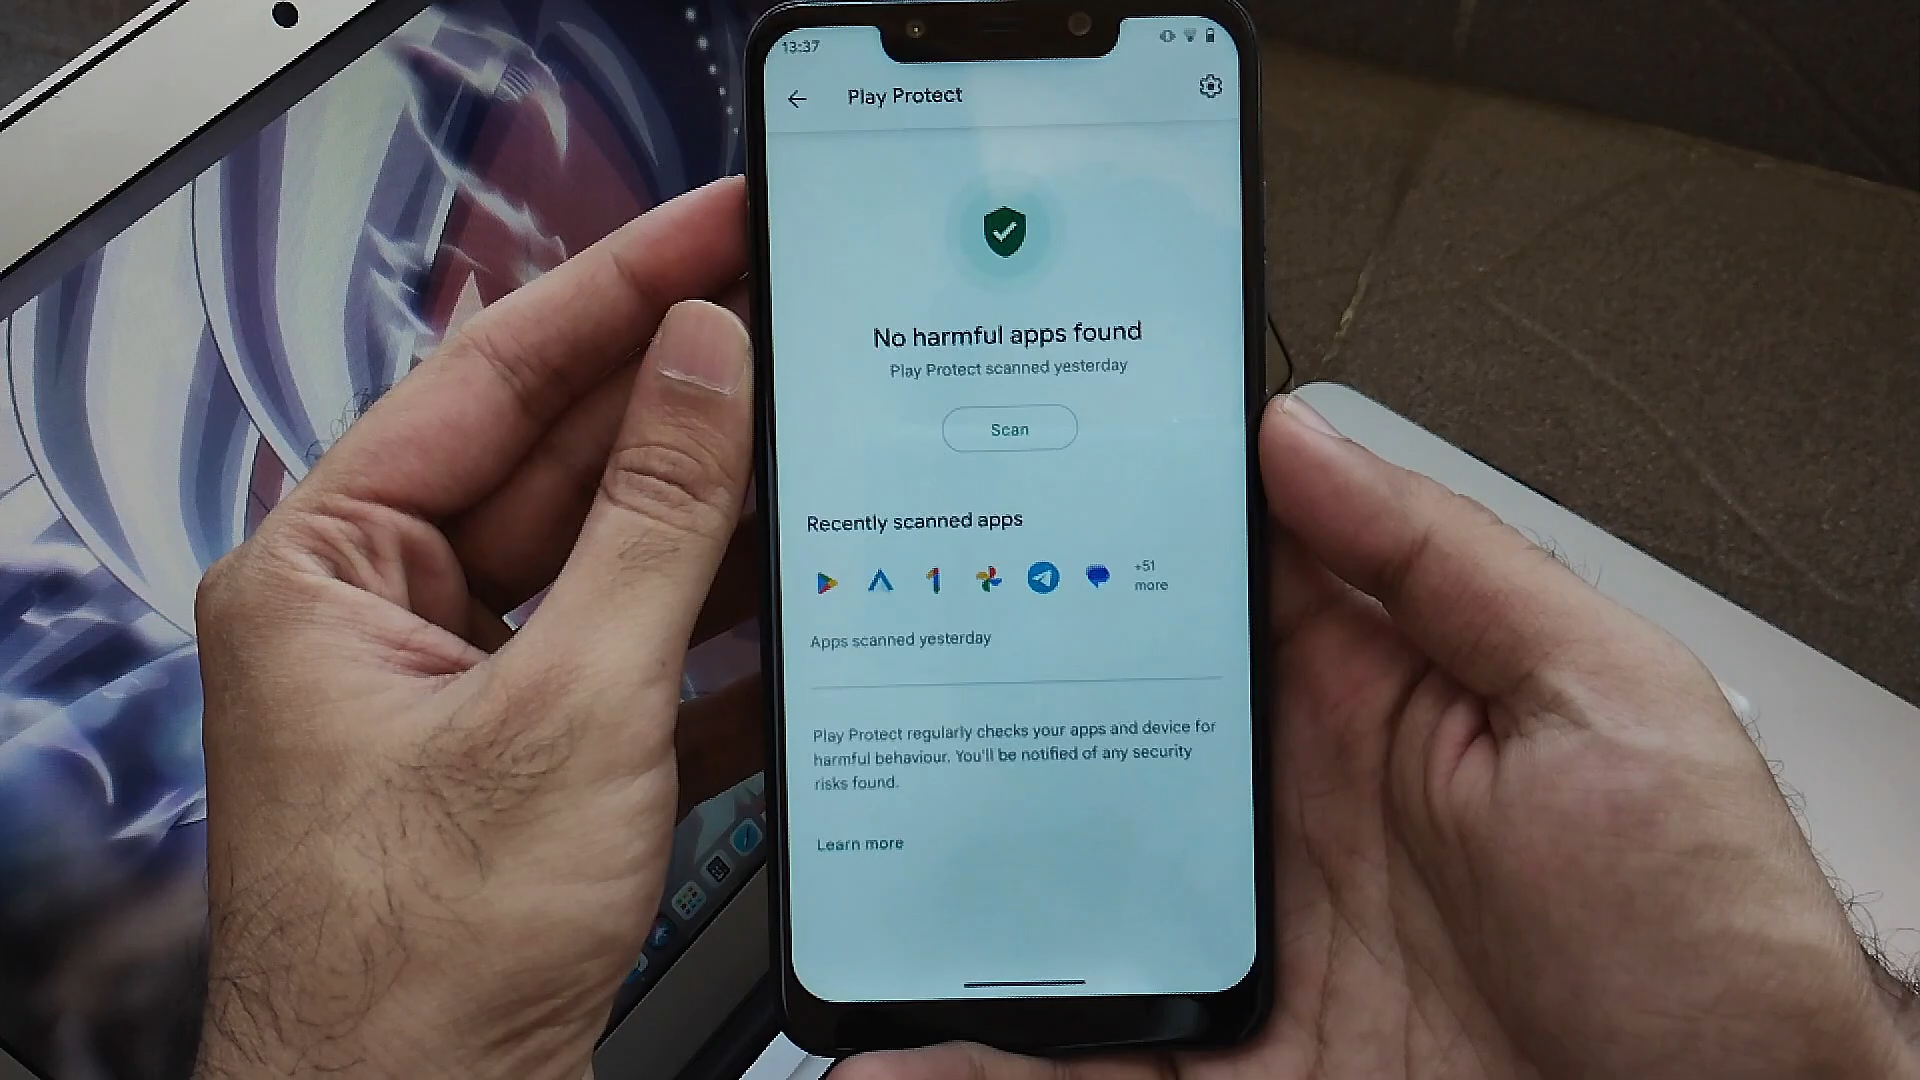 13:37
Play Protect
No harmful apps found
Play Protect scanned yesterday
Scan
Recently scanned apps
+51
more
Apps scanned yesterday
Play Protect regularly checks your apps and device for
harmful behaviour. You'll be notified of any security
risks found.
Learn more